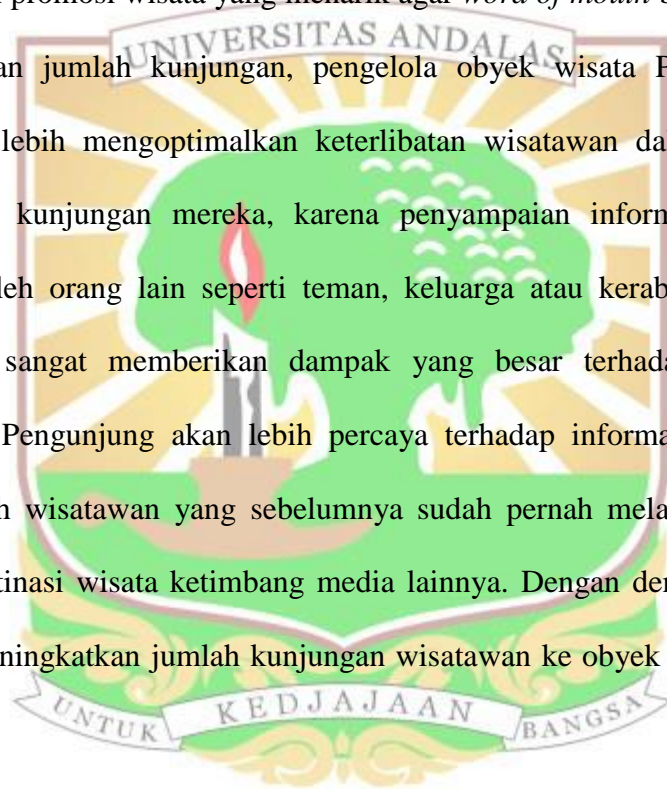 promosi wisata yang menarik agar word of mouth
UNIVERSITAS ANDALAS
an jumlah kunjungan, pengelola obyek wisata P
lebih mengoptimalkan keterlibatan wisatawan da
kunjungan mereka, karena penyampaian inform
leh orang lain seperti teman, keluarga atau kerab
sangat memberikan dampak yang besar terhada
Pengunjung akan lebih percaya terhadap informa
h wisatawan yang sebelumnya sudah pernah mela
tinasi wisata ketimbang media lainnya. Dengan der
ningkatkan jumlah kunjungan wisatawan ke obyek
UNTUK KEDJAJAAN BANGSA